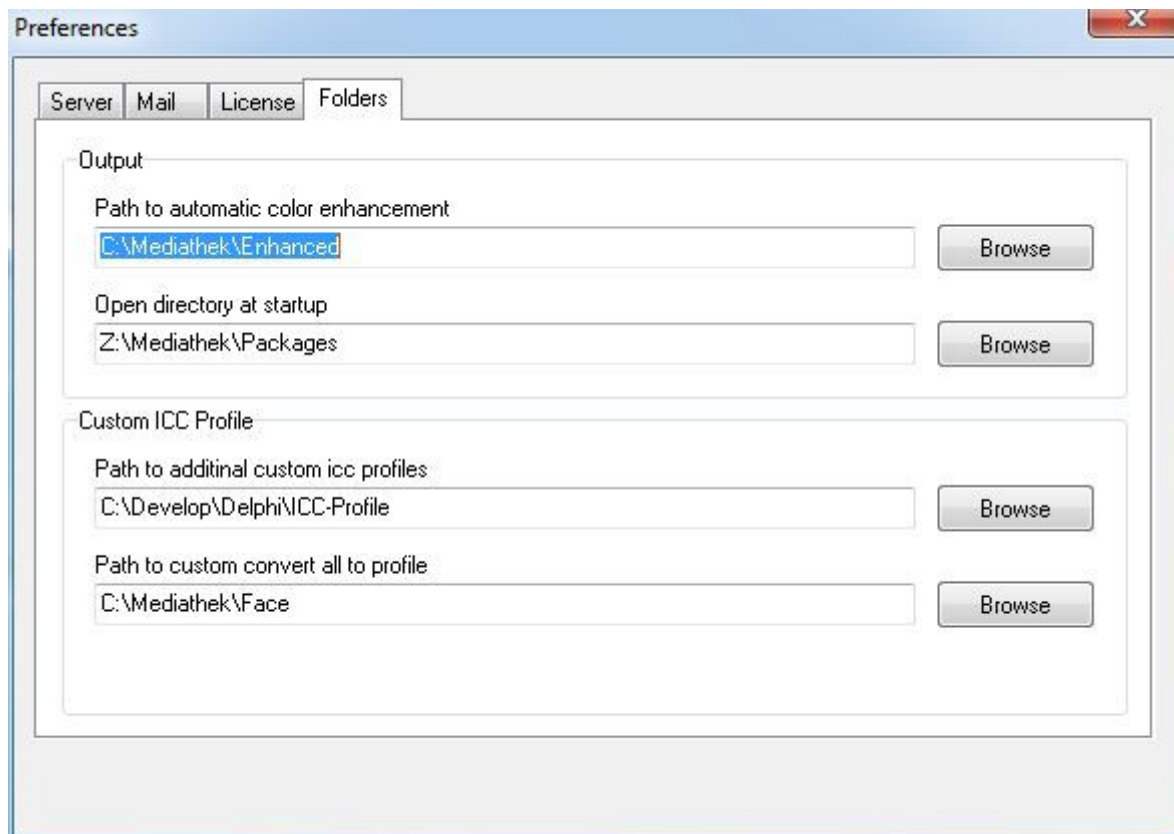 Preferences
Server Mail License Folders
Output
Path to automatic color enhancement
C:\Mediathek\Enhanced Browse
Open directory at startup
Z:\Mediathek\Packages Browse
Custom ICC Profile
Path to additinal custom icc profiles
C:\Develop\Delphi\ICC-Profile Browse
Path to custom convert all to profile
C:\Mediathek\Face Browse